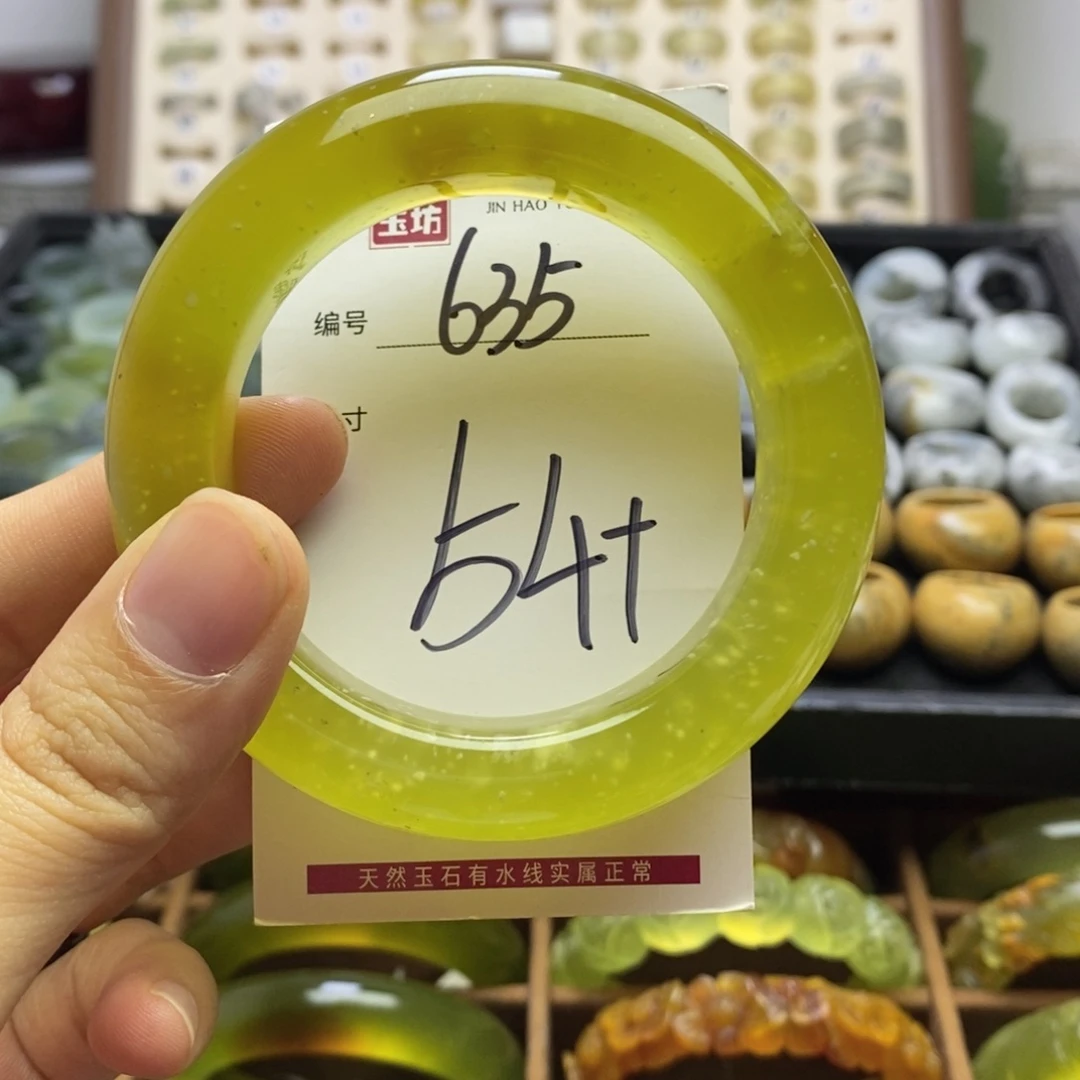 玉坊
JIN HAO
编号 635
寸
54+
天然玉石有水线实属正常